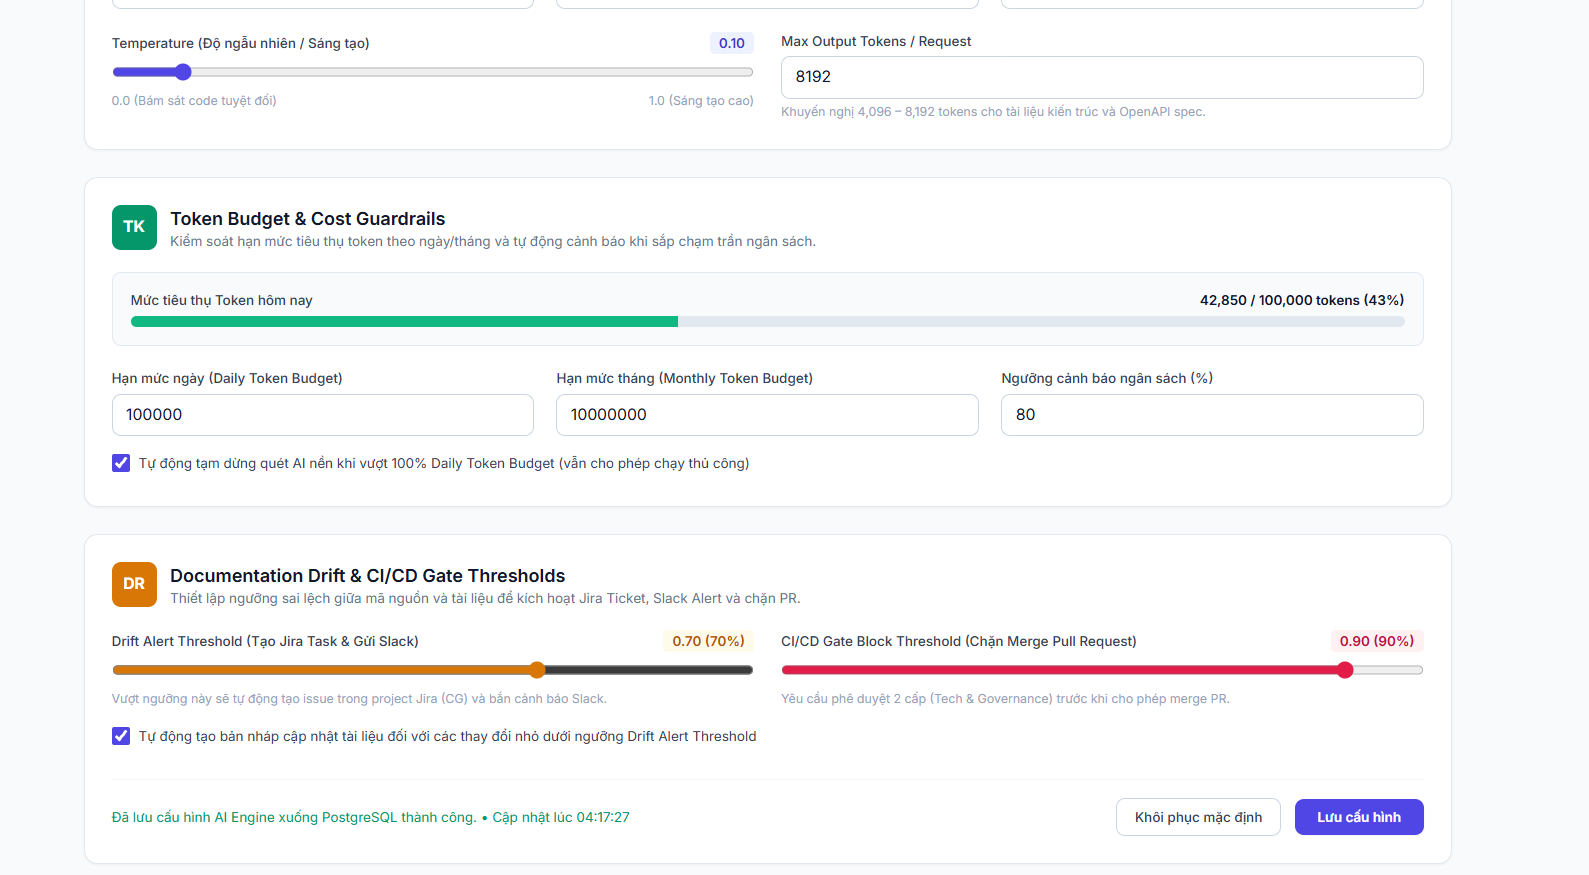 Temperature (Độ ngẫu nhiên / Sáng tạo)
0.10
0.0 (Bám sát code tuyệt đối)
1.0 (Sáng tạo cao)
Max Output Tokens / Request
8192
Khuyến nghị 4,096 – 8,192 tokens cho tài liệu kiến trúc và OpenAPI spec.
TK
Token Budget & Cost Guardrails
Kiểm soát hạn mức tiêu thụ token theo ngày/tháng và tự động cảnh báo khi sắp chạm trần ngân sách.
Mức tiêu thụ Token hôm nay
42,850 / 100,000 tokens (43%)
Hạn mức ngày (Daily Token Budget)
100000
Hạn mức tháng (Monthly Token Budget)
10000000
Ngưỡng cảnh báo ngân sách (%)
80
Tự động tạm dừng quét AI nền khi vượt 100% Daily Token Budget (vẫn cho phép chạy thủ công)
DR
Documentation Drift & CI/CD Gate Thresholds
Thiết lập ngưỡng sai lệch giữa mã nguồn và tài liệu để kích hoạt Jira Ticket, Slack Alert và chặn PR.
Drift Alert Threshold (Tạo Jira Task & Gửi Slack)
0.70 (70%)
Vượt ngưỡng này sẽ tự động tạo issue trong project Jira (CG) và bắn cảnh báo Slack.
CI/CD Gate Block Threshold (Chặn Merge Pull Request)
0.90 (90%)
Yêu cầu phê duyệt 2 cấp (Tech & Governance) trước khi cho phép merge PR.
Tự động tạo bản nháp cập nhật tài liệu đối với các thay đổi nhỏ dưới ngưỡng Drift Alert Threshold
Đã lưu cấu hình AI Engine xuống PostgreSQL thành công. • Cập nhật lúc 04:17:27
Khôi phục mặc định
Lưu cấu hình